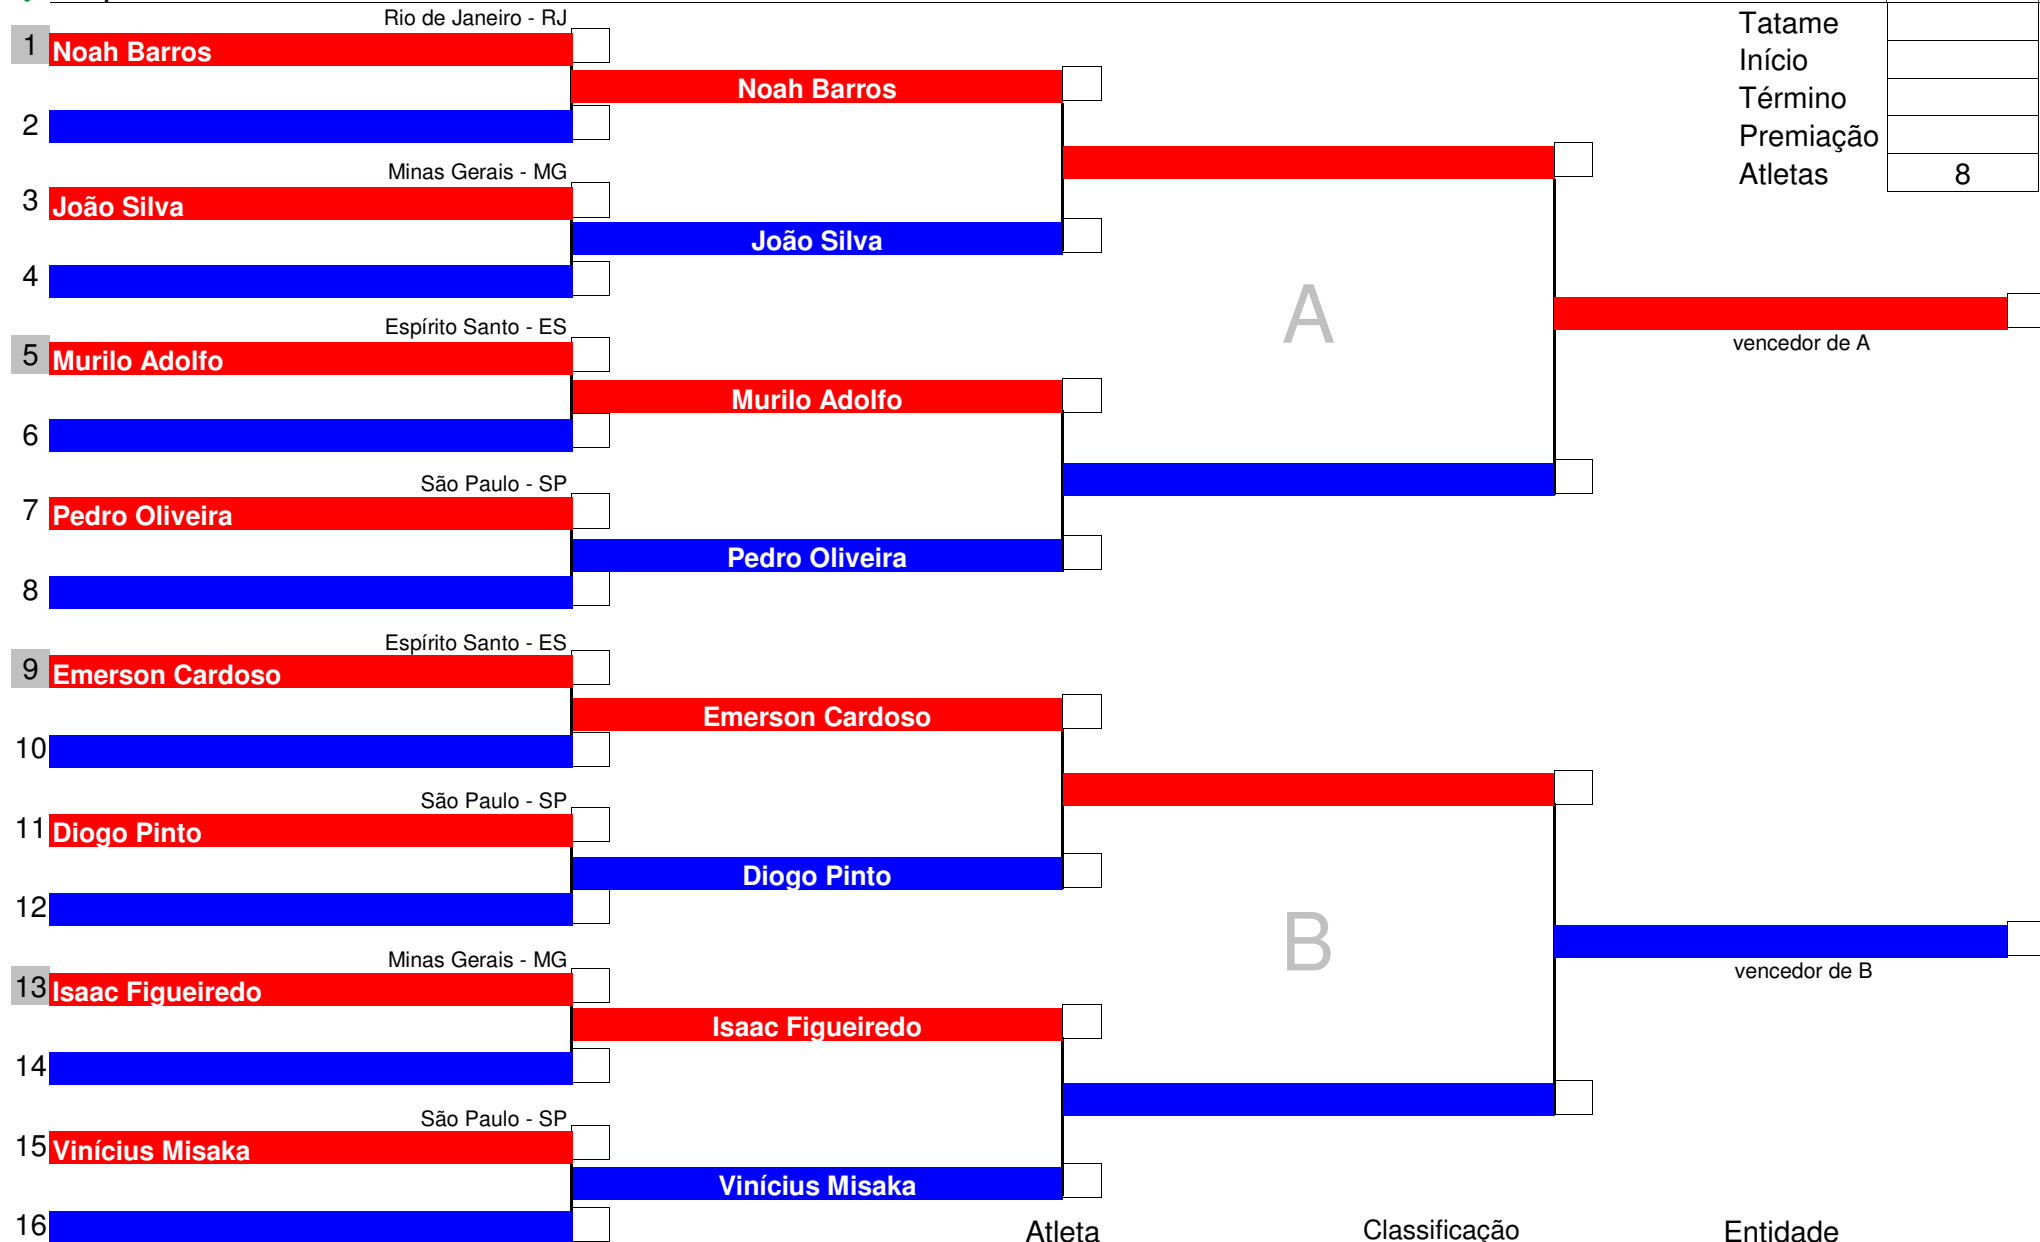 Rio de Janeiro - RJ
1 Noah Barros
Noah Barros
2
Minas Gerais - MG
3 João Silva
João Silva
4
Espírito Santo - ES
5 Murilo Adolfo
Murilo Adolfo
6
São Paulo - SP
7 Pedro Oliveira
Pedro Oliveira
8
Espírito Santo - ES
9 Emerson Cardoso
Emerson Cardoso
10
São Paulo - SP
11 Diogo Pinto
Diogo Pinto
12
Minas Gerais - MG
13 Isaac Figueiredo
Isaac Figueiredo
14
São Paulo - SP
15 Vinícius Misaka
Vinícius Misaka
16
A
B
vencedor de A
vencedor de B
Tatame
Início
Término
Premiação
Atletas 8
Atleta Classificação Entidade